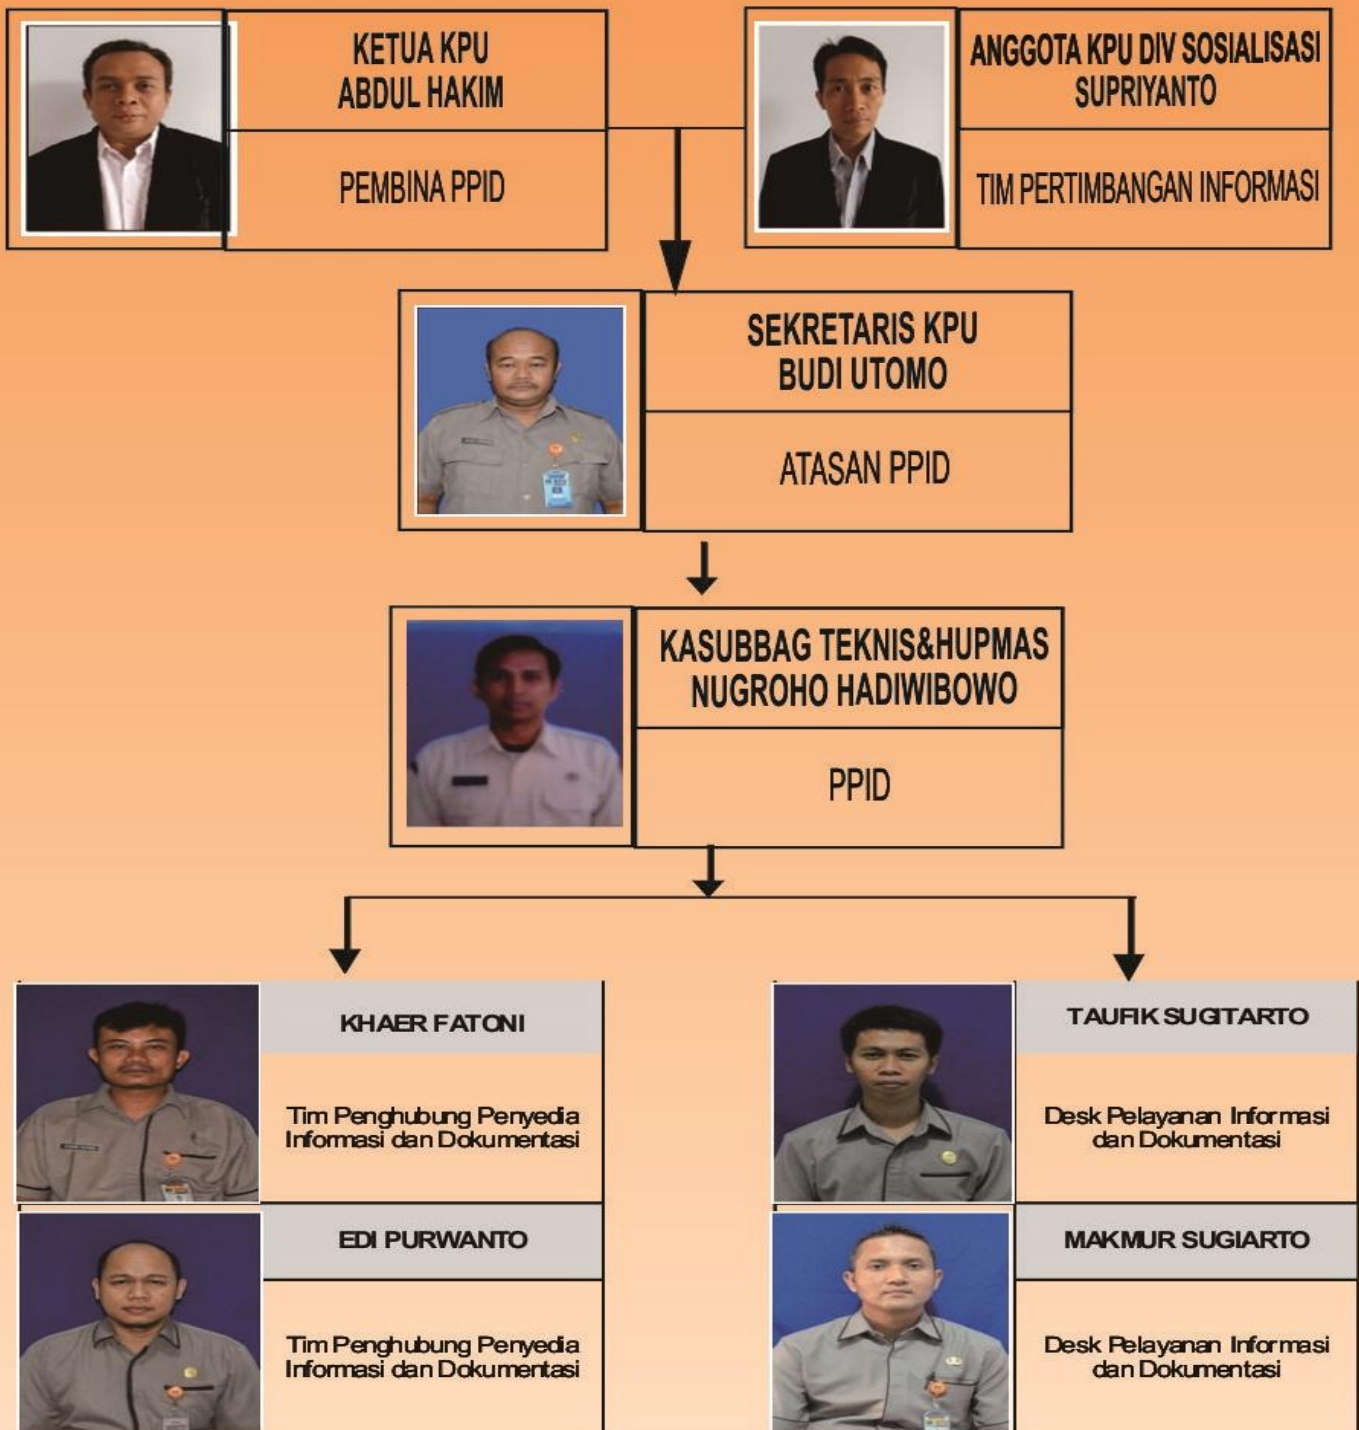 KETUA KPU
ABDUL HAKIM
PEMBINA PPID
ANGGOTA KPU DIV SOSIALISASI
SUPRIYANTO
TIM PERTIMBANGAN INFORMASI
SEKRETARIS KPU
BUDI UTOMO
ATASAN PPID
KASUBBAG TEKNIS&HUPMAS
NUGROHO HADIWIBOWO
PPID
KHAER FATONI
Tim Penghubung Penyedia
Informasi dan Dokumentasi
EDI PURWANTO
Tim Penghubung Penyedia
Informasi dan Dokumentasi
TAUFIK SUGITARTO
Desk Pelayanan Informasi
dan Dokumentasi
MAKMUR SUGIARTO
Desk Pelayanan Informasi
dan Dokumentasi